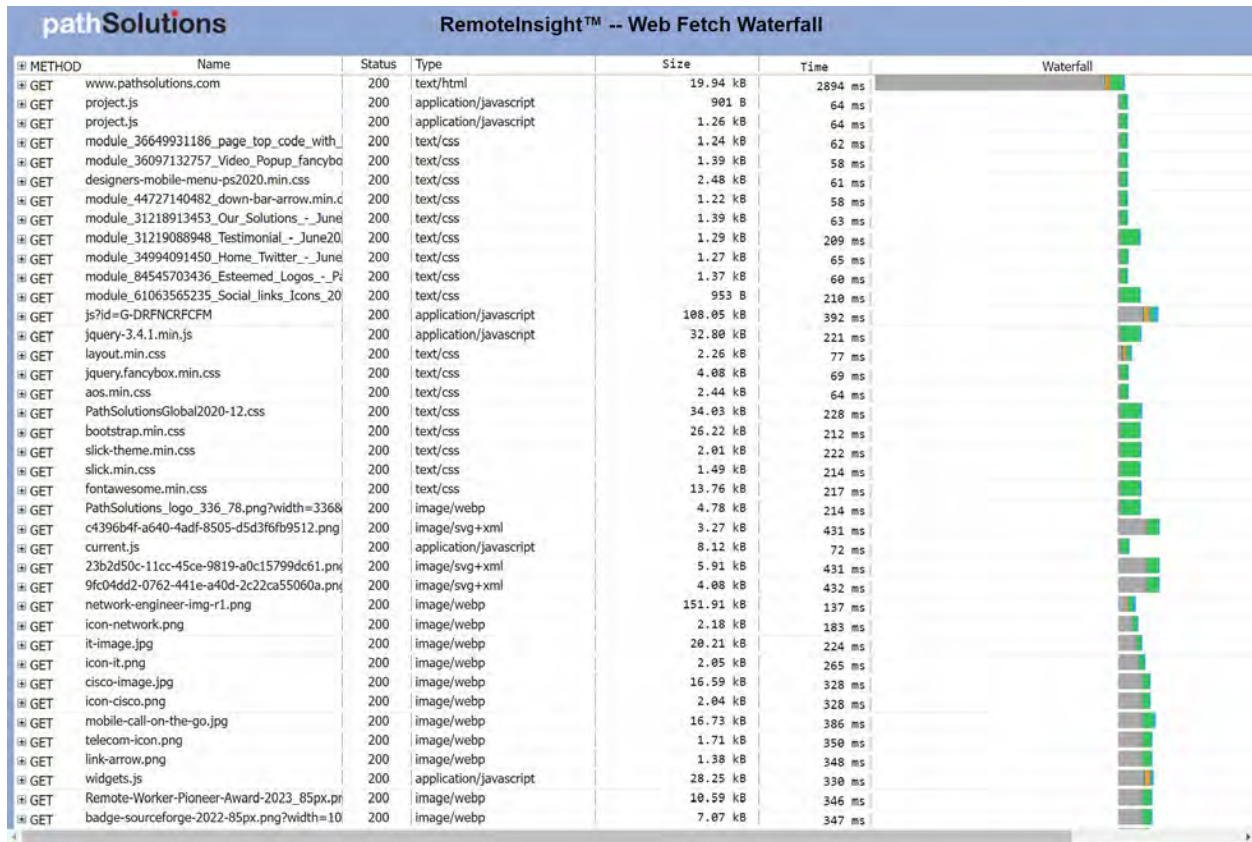 pathSolutions RemoteInsight™ -- Web Fetch Waterfall
METHOD Name Status Type Size Time Waterfall
GET www.pathsolutions.com 200 text/html 19.94 kB 2894 ms
GET project.js 200 application/javascript 901 B 64 ms
GET project.js 200 application/javascript 1.26 kB 64 ms
GET module_36649931186_page_top_code_with_ 200 text/css 1.24 kB 62 ms
GET module_36097132757_Video_Popup_fancybo 200 text/css 1.39 kB 58 ms
GET designers-mobile-menu-ps2020.min.css 200 text/css 2.48 kB 61 ms
GET module_44727140482_down-bar-arrow.min.c 200 text/css 1.22 kB 58 ms
GET module_31218913453_Our_Solutions_-_June 200 text/css 1.39 kB 63 ms
GET module_31219088948_Testimonial_-_June20 200 text/css 1.29 kB 209 ms
GET module_34994091450_Home_Twitter_-_June 200 text/css 1.27 kB 65 ms
GET module_84545703436_Esteemed_Logos_-_Pa 200 text/css 1.37 kB 60 ms
GET module_61063565235_Social_links_Icons_20 200 text/css 953 B 210 ms
GET js?id=G-DRFNCRFCFM 200 application/javascript 108.05 kB 392 ms
GET jquery-3.4.1.min.js 200 application/javascript 32.80 kB 221 ms
GET layout.min.css 200 text/css 2.26 kB 77 ms
GET jquery.fancybox.min.css 200 text/css 4.08 kB 69 ms
GET aos.min.css 200 text/css 2.44 kB 64 ms
GET PathSolutionsGlobal2020-12.css 200 text/css 34.03 kB 228 ms
GET bootstrap.min.css 200 text/css 26.22 kB 212 ms
GET slick-theme.min.css 200 text/css 2.01 kB 222 ms
GET slick.min.css 200 text/css 1.49 kB 214 ms
GET fontawesome.min.css 200 text/css 13.76 kB 217 ms
GET PathSolutions_logo_336_78.png?width=336& 200 image/webp 4.78 kB 214 ms
GET c4396b4f-a640-4adf-8505-d5d3f6fb9512.png 200 image/svg+xml 3.27 kB 431 ms
GET current.js 200 application/javascript 8.12 kB 72 ms
GET 23b2d50c-11cc-45ce-9819-a0c15799dc61.png 200 image/svg+xml 5.91 kB 431 ms
GET 9fc04dd2-0762-441e-a40d-2c22ca55060a.png 200 image/svg+xml 4.08 kB 432 ms
GET network-engineer-img-r1.png 200 image/webp 151.91 kB 137 ms
GET icon-network.png 200 image/webp 2.18 kB 183 ms
GET it-image.jpg 200 image/webp 20.21 kB 224 ms
GET icon-it.png 200 image/webp 2.05 kB 265 ms
GET cisco-image.jpg 200 image/webp 16.59 kB 328 ms
GET icon-cisco.png 200 image/webp 2.04 kB 328 ms
GET mobile-call-on-the-go.jpg 200 image/webp 16.73 kB 386 ms
GET telecom-icon.png 200 image/webp 1.71 kB 350 ms
GET link-arrow.png 200 image/webp 1.38 kB 348 ms
GET widgets.js 200 application/javascript 28.25 kB 330 ms
GET Remote-Worker-Pioneer-Award-2023_85px.pr 200 image/webp 10.59 kB 346 ms
GET badge-sourceforge-2022-85px.png?width=10 200 image/webp 7.07 kB 347 ms